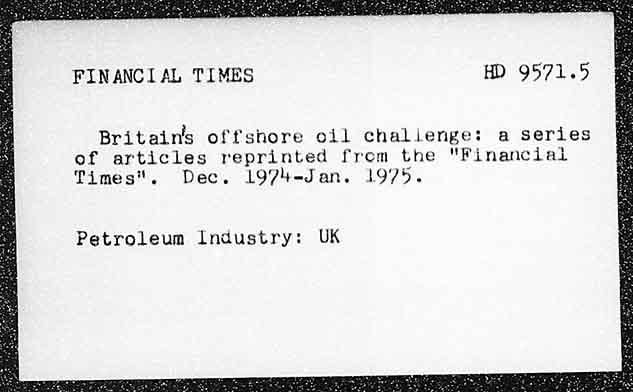 FINANCIAL TIMES HD 9571.5
Britain's offshore oil challenge: a series
of articles reprinted from the "Financial
Times". Dec. 1974-Jan. 1975.
Petroleum Industry: UK